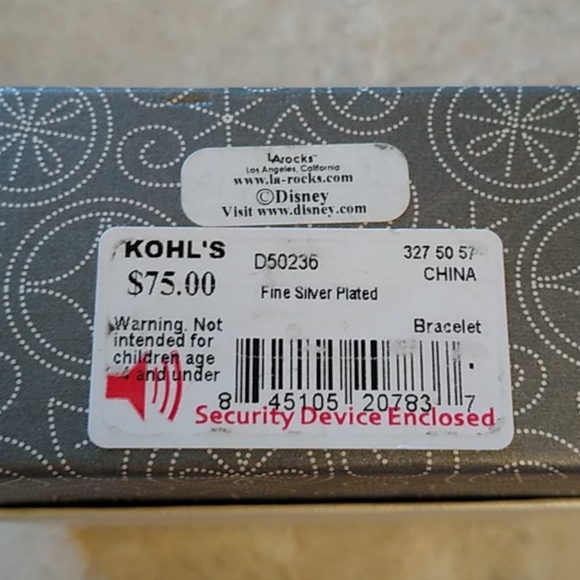 LArocks™
Los Angeles, California
www.la-rocks.com
©Disney
Visit www.disney.com
KOHL'S D50236 327 50 57
$75.00 CHINA
Fine Silver Plated
Warning. Not Bracelet
intended for
children age
4 and under
8 45105 20783 7
Security Device Enclosed